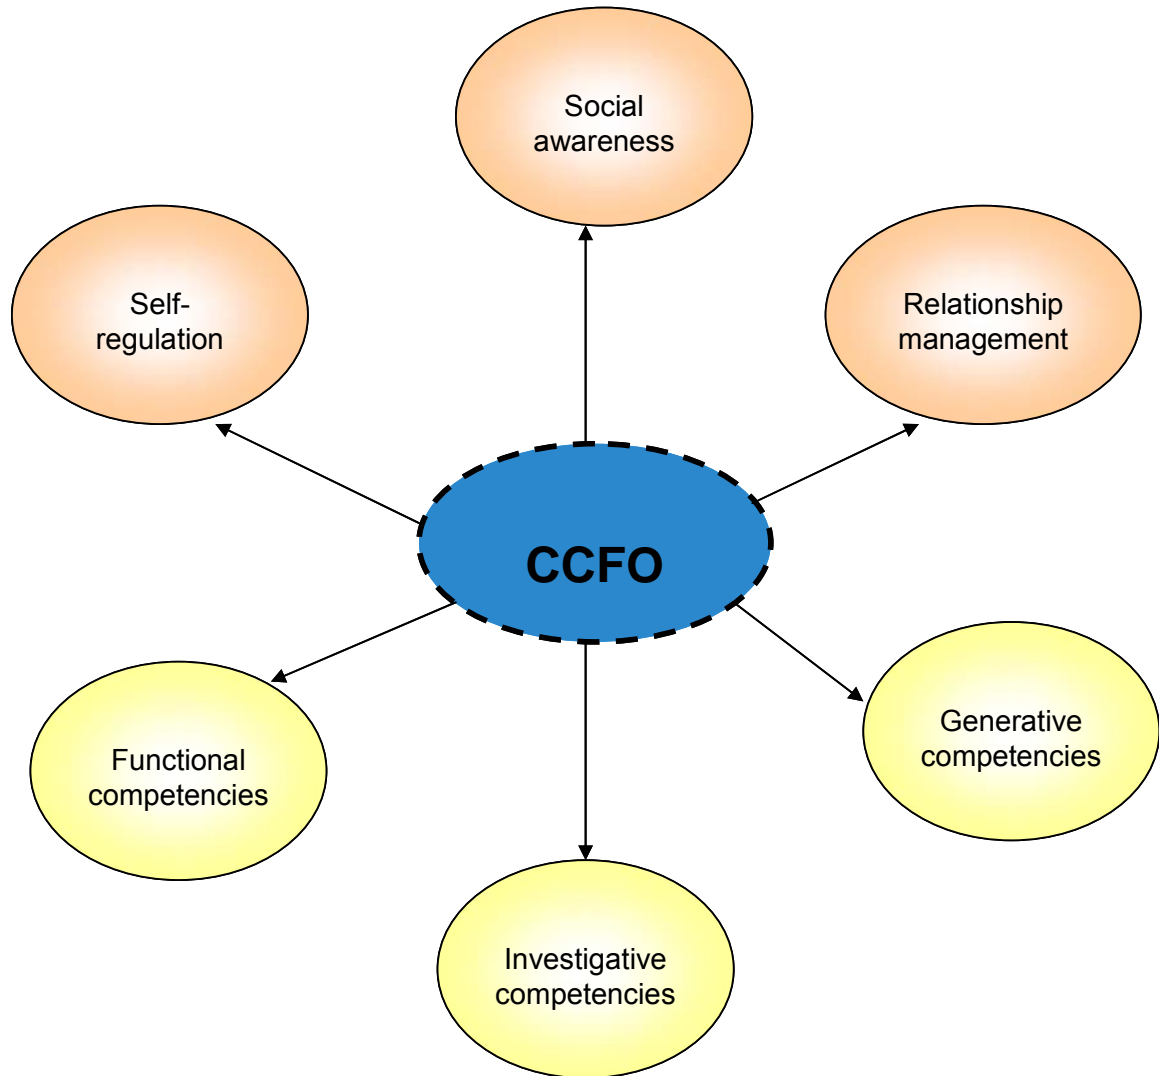 Social
awareness
Self-
regulation
Relationship
management
CCFO
Functional
competencies
Generative
competencies
Investigative
competencies